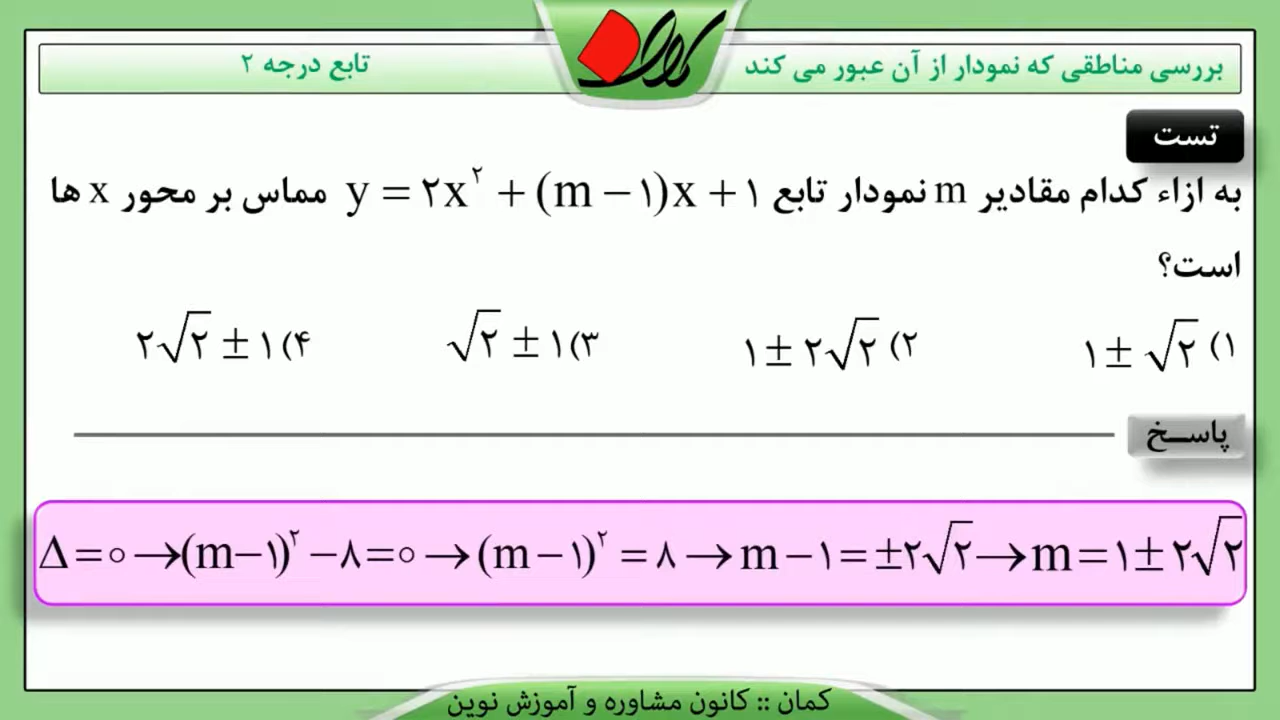 بررسی مناطقی که نمودار از آن عبور می کند
تابع درجه ۲
تست
به ازاء کدام مقادیر m نمودار تابع y = ۲x^۲ + (m − ۱)x + ۱ مماس بر محور x ها
است؟
۱) ۱ ± √۲
۲) ۱ ± ۲√۲
۳) √۲ ± ۱
۴) ۲√۲ ± ۱
پاسخ
Δ = ۰ → (m − ۱)^۲ − ۸ = ۰ → (m − ۱)^۲ = ۸ → m − ۱ = ±۲√۲ → m = ۱ ± ۲√۲
کمان :: کانون مشاوره و آموزش نوین